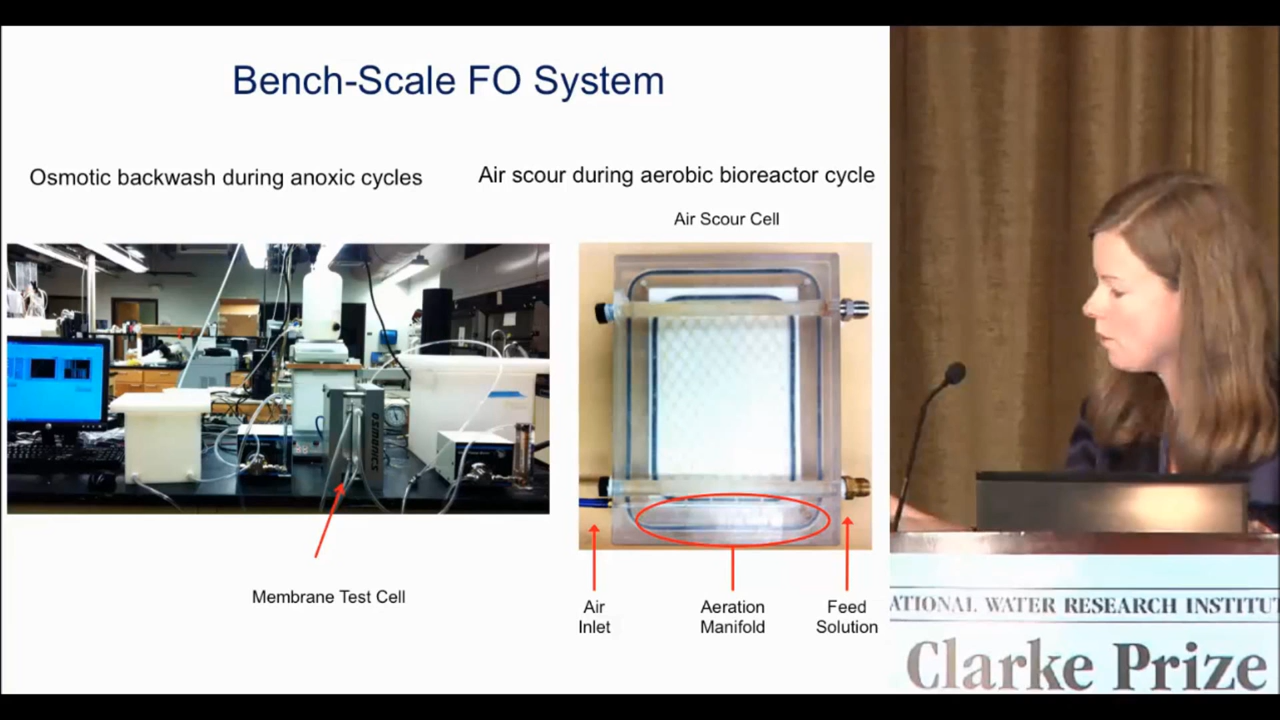 Bench-Scale FO System
Osmotic backwash during anoxic cycles
Air scour during aerobic bioreactor cycle
Air Scour Cell
OSMONICS
Membrane Test Cell
Air
Inlet
Aeration
Manifold
Feed
Solution
ATIONAL WATER RESEARCH INSTITUT
Clarke Prize